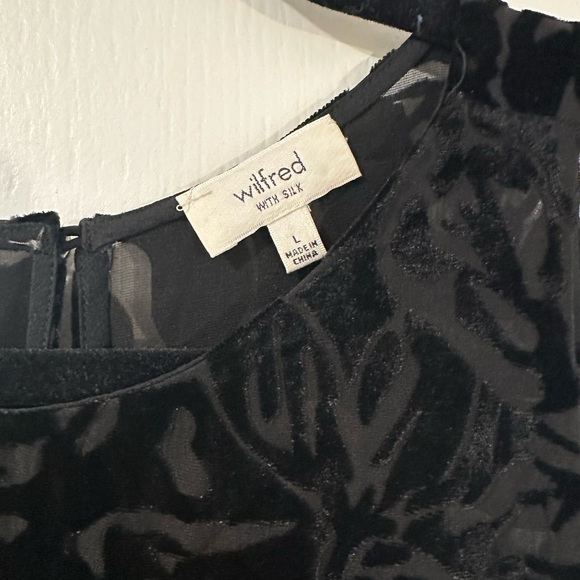 wilfred
WITH SILK
L
MADE IN
CHINA